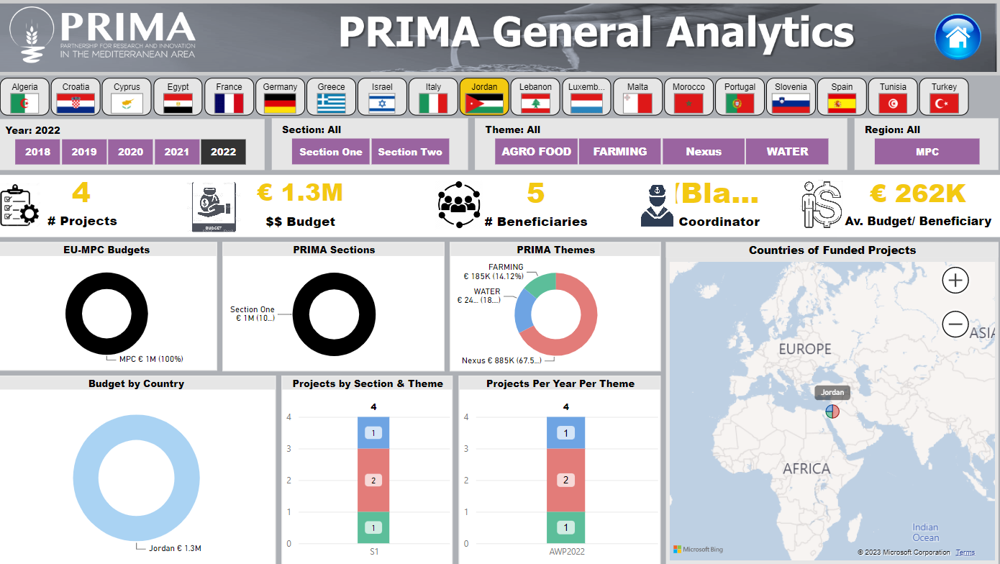 PRIMA
PARTNERSHIP FOR RESEARCH AND INNOVATION
IN THE MEDITERRANEAN AREA
PRIMA General Analytics
Algeria
Croatia
Cyprus
Egypt
France
Germany
Greece
Israel
Italy
Jordan
Lebanon
Luxemb...
Malta
Morocco
Portugal
Slovenia
Spain
Tunisia
Turkey
Year: 2022
2018 2019 2020 2021 2022
Section: All
Section One Section Two
Theme: All
AGRO FOOD FARMING Nexus WATER
Region: All
MPC
4
# Projects
BUDGET
€ 1.3M
$$ Budget
5
# Beneficiaries
(Bla...
Coordinator
€ 262K
Av. Budget/ Beneficiary
EU-MPC Budgets
MPC € 1M (100%)
PRIMA Sections
Section One
€ 1M (10...)
PRIMA Themes
FARMING
€ 185K (14.12%)
WATER
€ 24... (18....)
Nexus € 885K (67.5...)
Budget by Country
Jordan € 1.3M
Projects by Section & Theme
4
4
3
2
1
0
1
2
1
S1
Projects Per Year Per Theme
4
4
3
2
1
0
1
2
1
AWP2022
Countries of Funded Projects
EUROPE
ASIA
Jordan
AFRICA
Indian
Ocean
Microsoft Bing
© 2023 Microsoft Corporation Terms